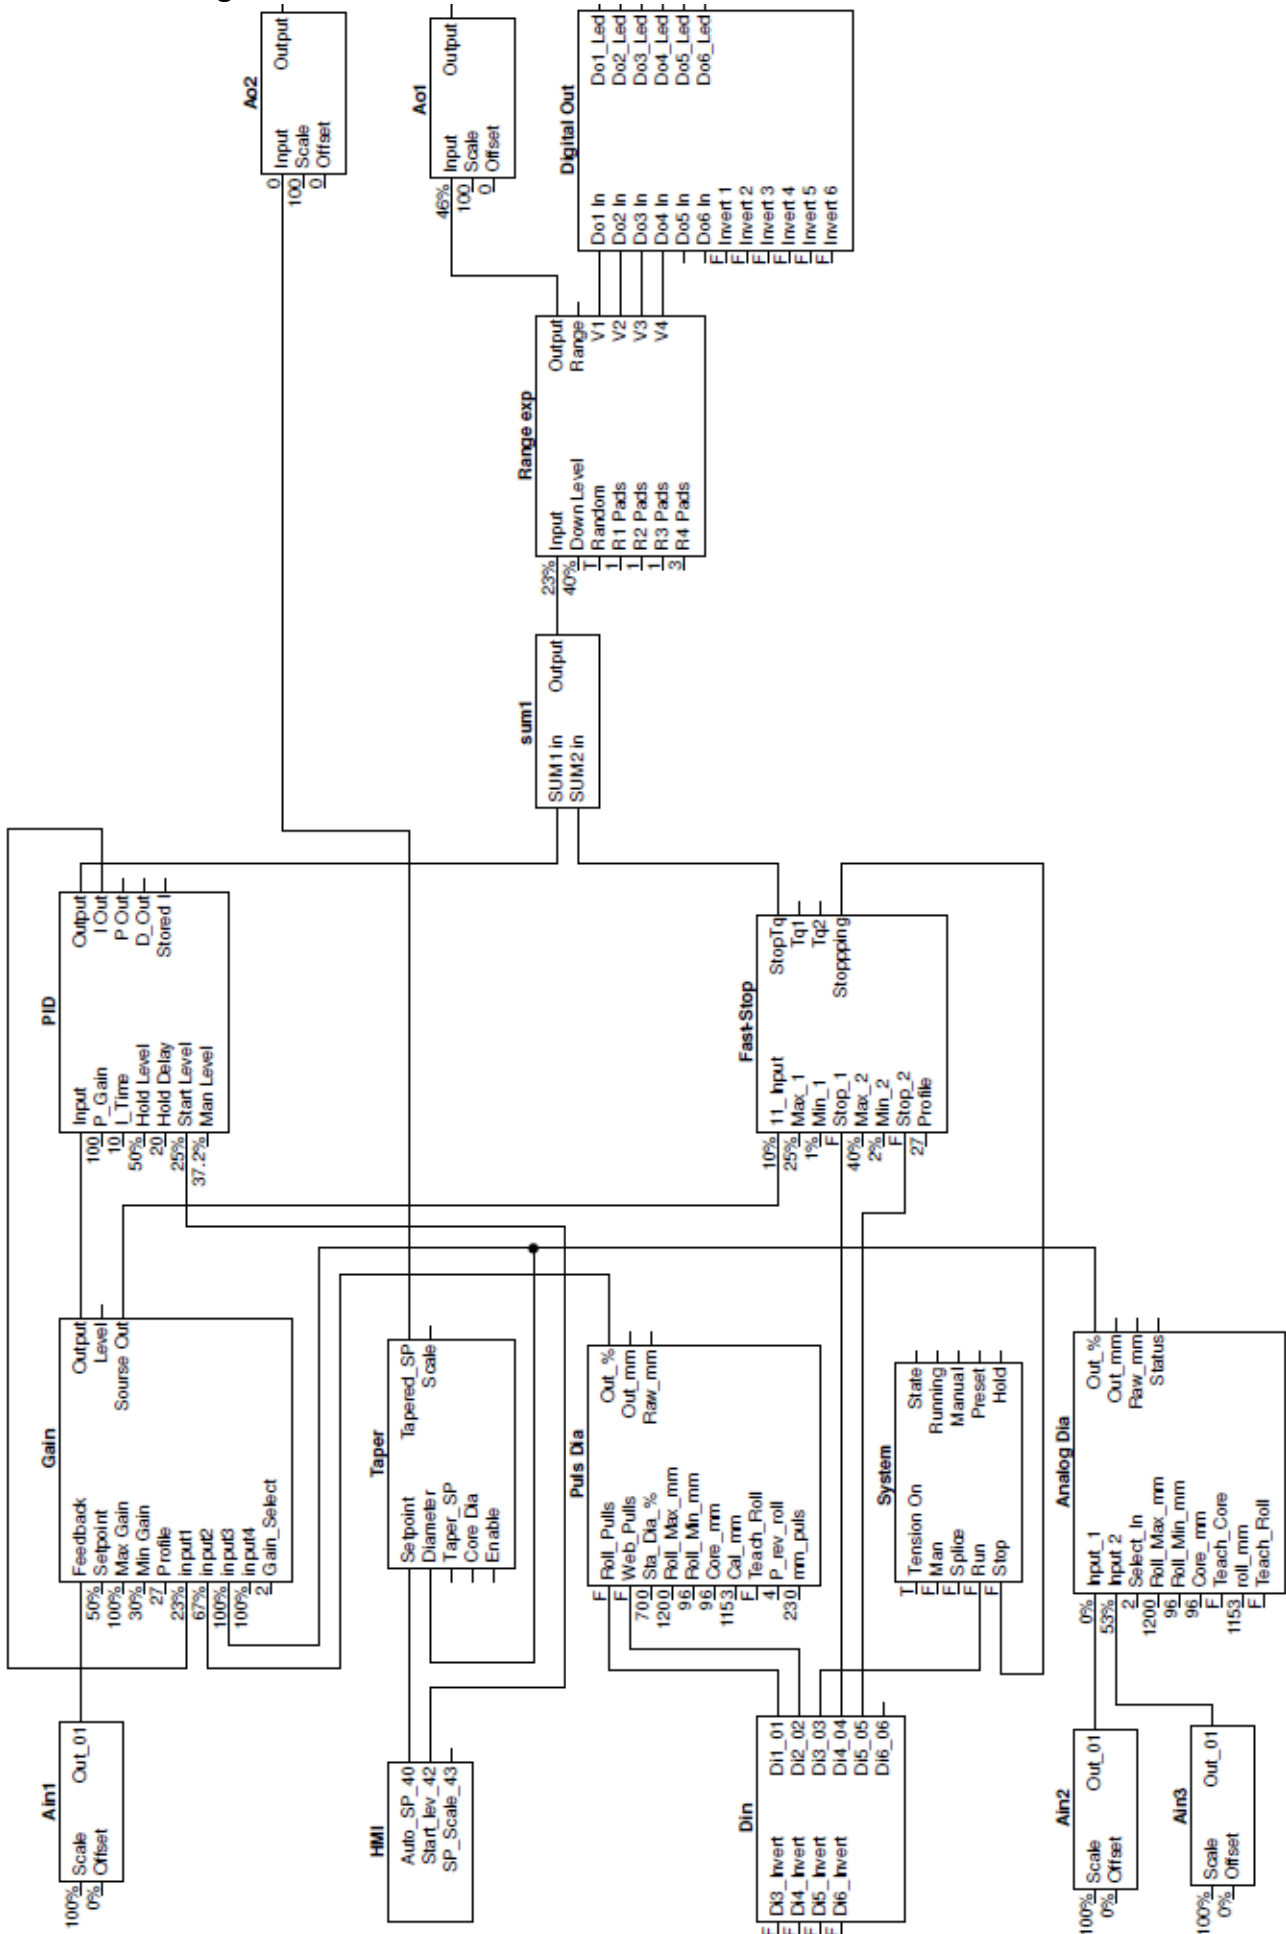 Ao2
0
100
0
Input
Scale
Offset
Output
Ao1
46%
100
0
Input
Scale
Offset
Output
Digital Out
F
F
F
F
F
F
Do1 In
Do2 In
Do3 In
Do4 In
Do5 In
Do6 In
Invert 1
Invert 2
Invert 3
Invert 4
Invert 5
Invert 6
Do1_Led
Do2_Led
Do3_Led
Do4_Led
Do5_Led
Do6_Led
Range exp
23%
40%
T
1
1
1
3
Input
Down Level
Random
R1 Pads
R2 Pads
R3 Pads
R4 Pads
Output
Range
V1
V2
V3
V4
sum1
SUM1 in
SUM2 in
Output
PID
100
10
50%
20
25%
37.2%
Input
P_Gain
I_Time
Hold Level
Hold Delay
Start Level
Man Level
Output
I Out
P Out
D_Out
Stored I
Fast-Stop
10%
25%
1%
F
40%
2%
F
27
11_Input
Max_1
Min_1
Stop_1
Max_2
Min_2
Stop_2
Profile
StopTq
Tq1
Tq2
Stoppping
Gain
50%
100%
30%
27
23%
67%
100%
100%
2
Feedback
Setpoint
Max Gain
Min Gain
Profile
input1
input2
input3
input4
Gain_Select
Output
Level
Sourse Out
Taper
Setpoint
Diameter
Taper_SP
Core Dia
Enable
Tapered_SP
Scale
Puls Dia
F
F
700
1200
96
96
1153
F
4
230
Roll_Pulls
Web_Pulls
Sta_Dia_%
Roll_Max_mm
Roll_Min_mm
Core_mm
Cal_mm
Teach_Roll
P_rev_roll
mm_puls
Out_%
Out_mm
Raw_mm
System
T
F
F
F
F
Tension On
Man
Splice
Run
Stop
State
Running
Manual
Preset
Hold
Analog Dia
0%
53%
2
1200
96
96
F
1153
F
Input_1
Input 2
Select_In
Roll_Max_mm
Roll_Min_mm
Core_mm
Teach_Core
roll_mm
Teach_Roll
Out_%
Out_mm
Raw_mm
Status
Ain1
100%
0%
Scale
Offset
Out_01
HMI
Auto_SP_40
Start_lev_42
SP_Scale_43
Din
F
F
F
F
Di3_Invert
Di4_Invert
Di5_Invert
Di6_Invert
Di1_01
Di2_02
Di3_03
Di4_04
Di5_05
Di6_06
Ain2
100%
0%
Scale
Offset
Out_01
Ain3
100%
0%
Scale
Offset
Out_01